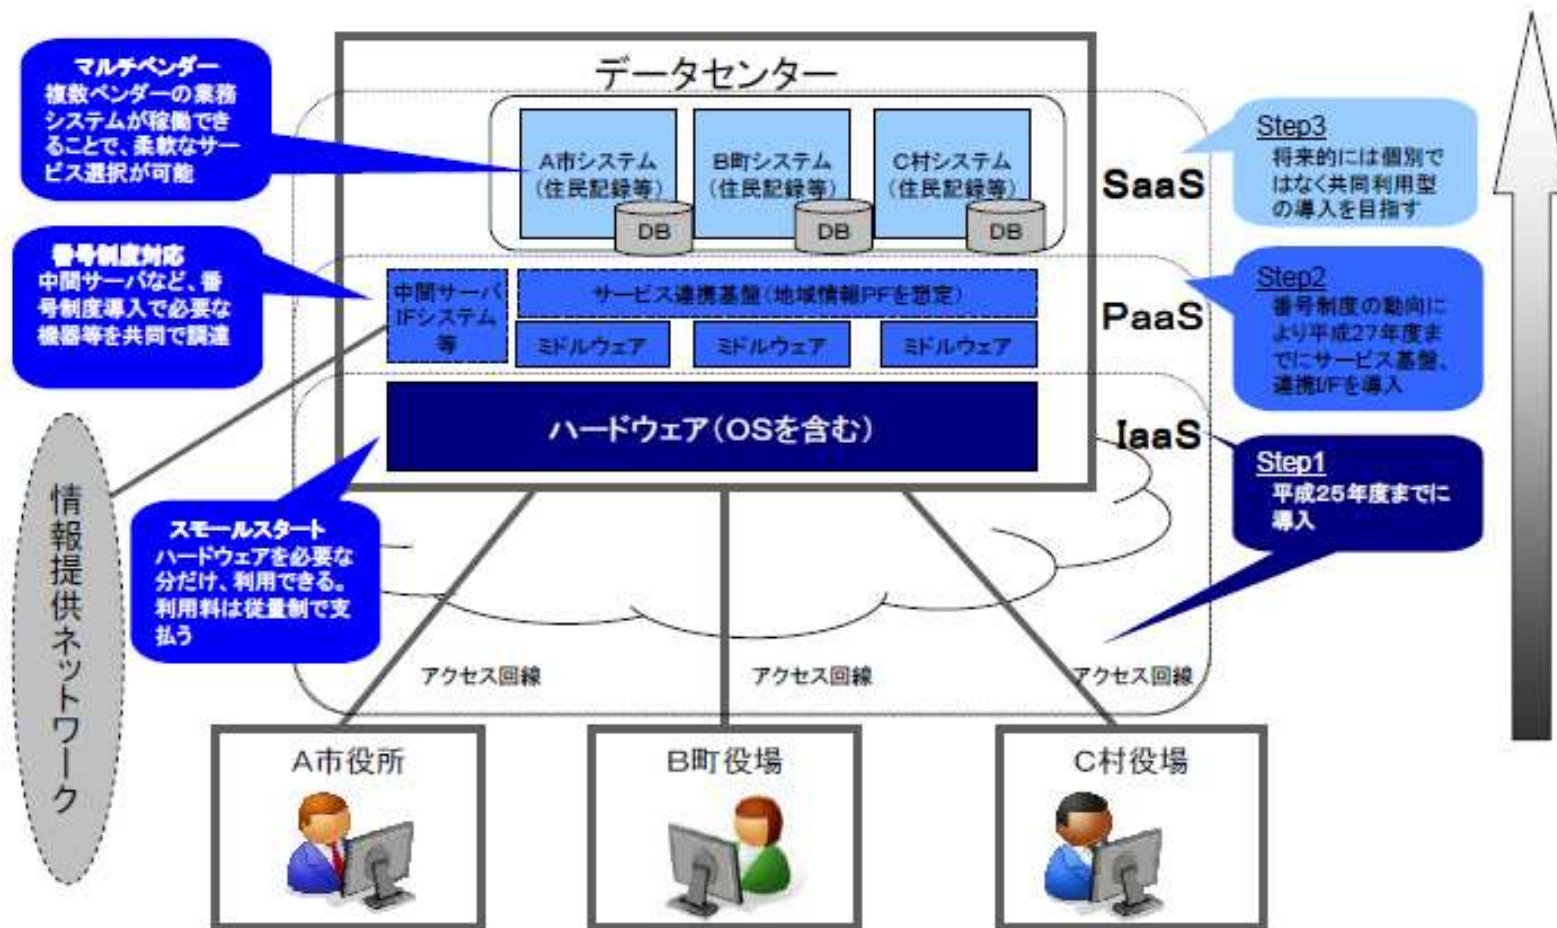 データセンター
マルチベンダー
複数ベンダーの業務
システムが稼働でき
ることで、柔軟なサー
ビス選択が可能
A市システム
(住民記録等)
DB
B町システム
(住民記録等)
DB
C村システム
(住民記録等)
DB
SaaS
Step3
将来的には個別で
はなく共同利用型
の導入を目指す
番号制度対応
中間サーバなど、番
号制度導入で必要な
機器等を共同で調達
中間サーバ
IFシステム
等
サービス連携基盤(地域情報PFを想定)
ミドルウェア
ミドルウェア
ミドルウェア
PaaS
Step2
番号制度の動向に
より平成27年度ま
でにサービス基盤、
連携I/Fを導入
ハードウェア(OSを含む)
IaaS
Step1
平成25年度までに
導入
情報提供ネットワーク
スモールスタート
ハードウェアを必要な
分だけ、利用できる。
利用料は従量制で支
払う
アクセス回線
アクセス回線
アクセス回線
A市役所
B町役場
C村役場